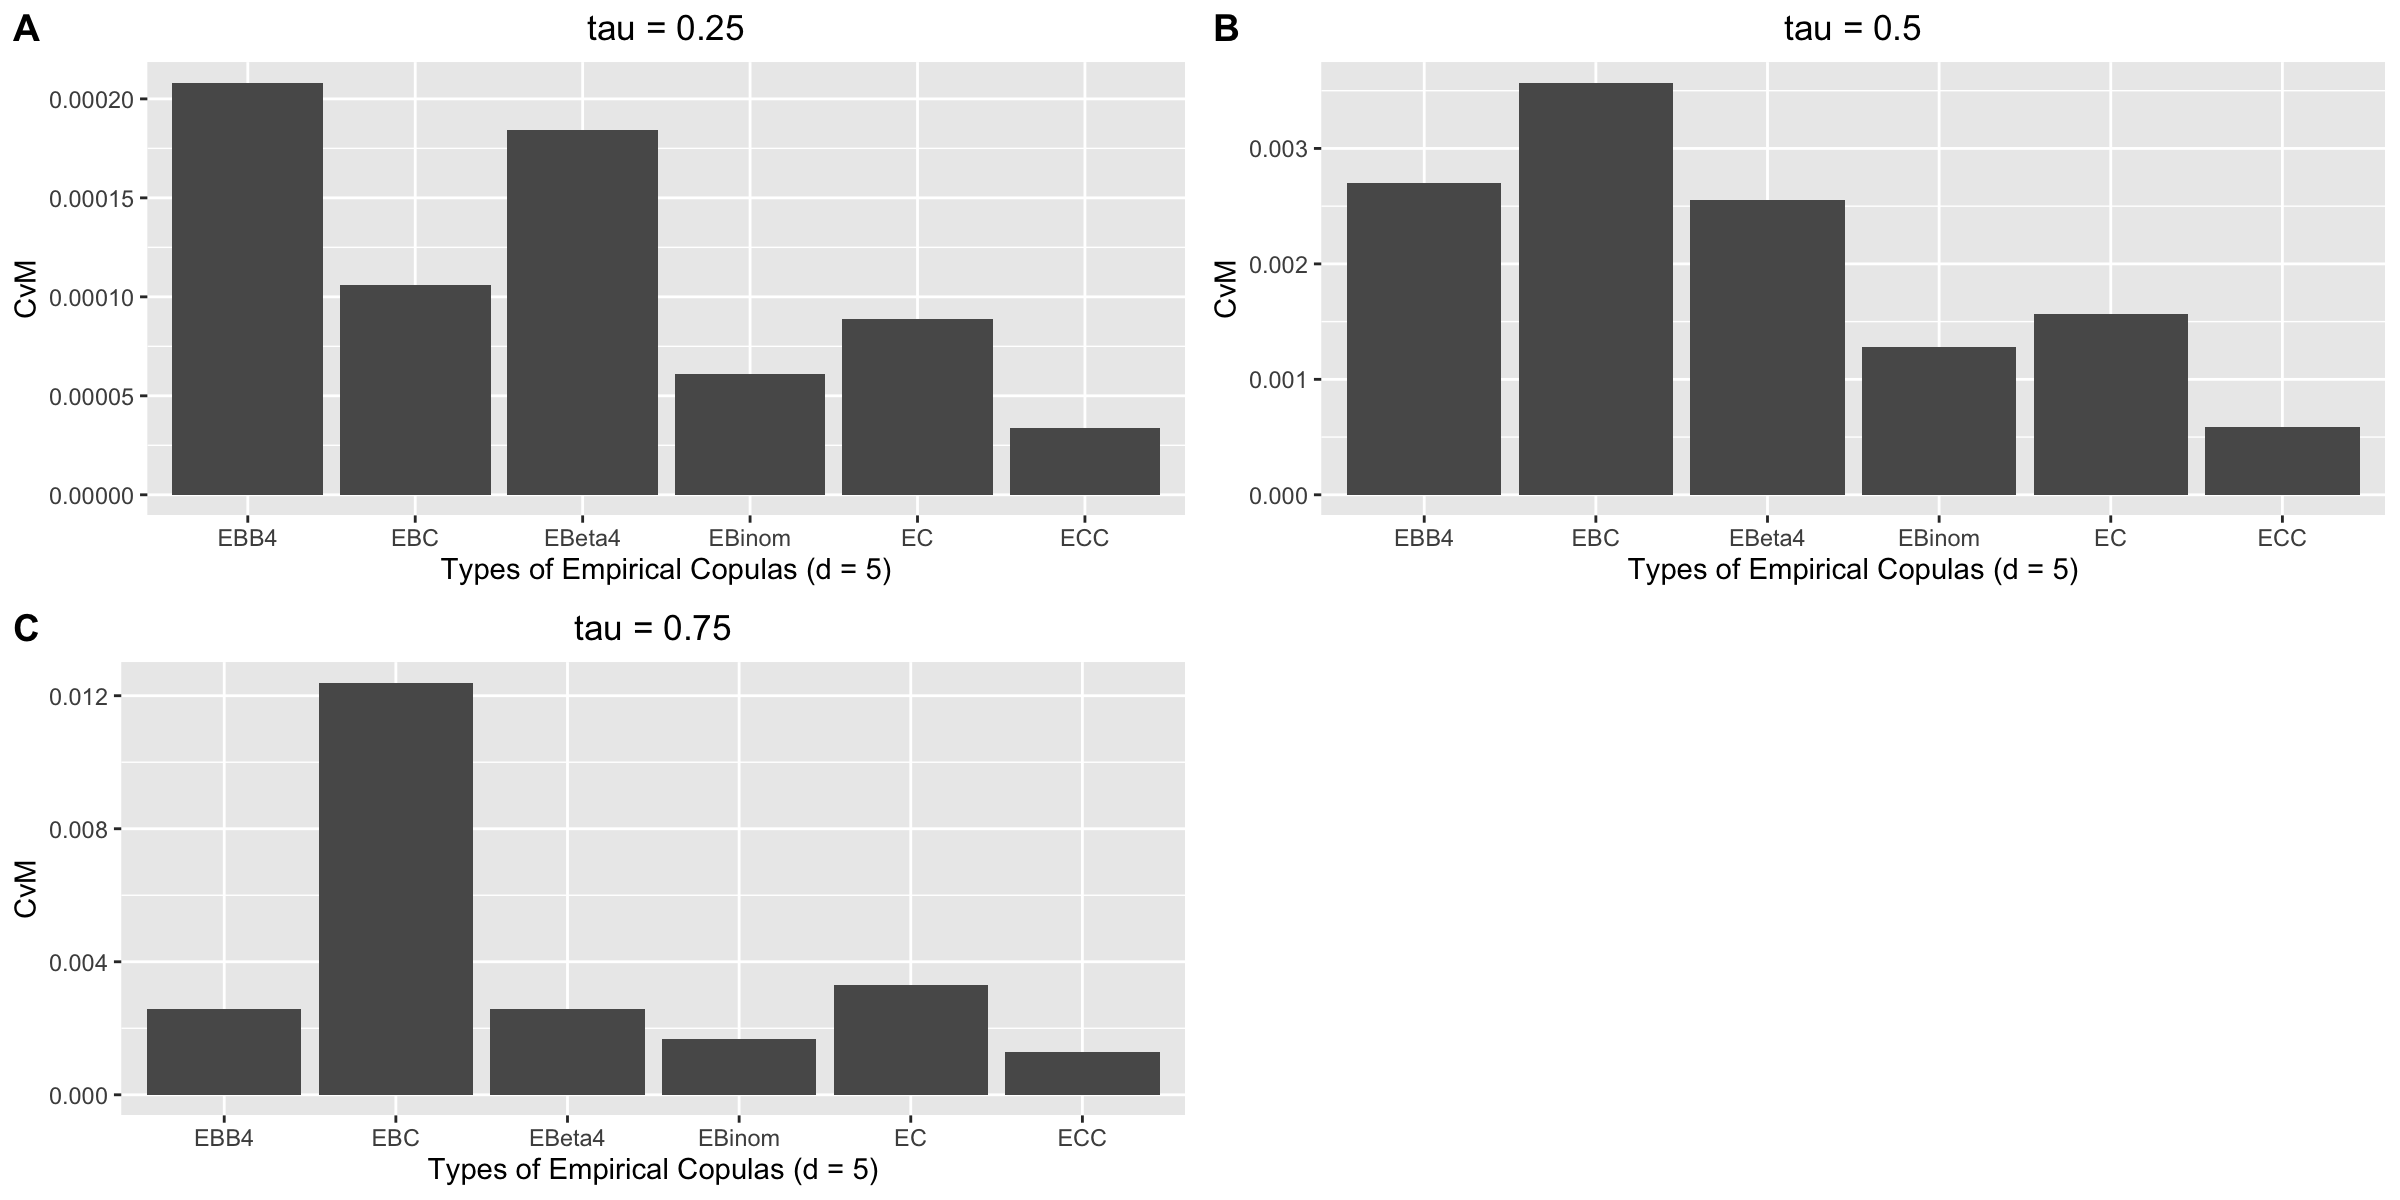 A
tau = 0.25
CvM
0.00020
0.00015
0.00010
0.00005
0.00000
EBB4 EBC EBeta4 EBinom EC ECC
Types of Empirical Copulas (d = 5)
B
tau = 0.5
CvM
0.003
0.002
0.001
0.000
EBB4 EBC EBeta4 EBinom EC ECC
Types of Empirical Copulas (d = 5)
C
tau = 0.75
CvM
0.012
0.008
0.004
0.000
EBB4 EBC EBeta4 EBinom EC ECC
Types of Empirical Copulas (d = 5)